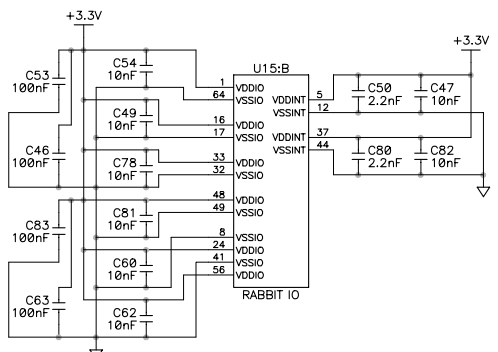 +3.3V
C53
100nF
C54
10nF
U15:B
+3.3V
1 VDDIO
64 VSSIO
VDDINT 5
VSSINT 12
C50
2.2nF
C47
10nF
C49
10nF
16 VDDIO
17 VSSIO
VDDINT 37
VSSINT 44
C46
100nF
C78
10nF
33 VDDIO
32 VSSIO
C80
2.2nF
C82
10nF
C83
100nF
C81
10nF
48 VDDIO
49 VSSIO
8 VSSIO
24 VDDIO
41 VSSIO
56 VDDIO
C60
10nF
C63
100nF
C62
10nF
RABBIT IO